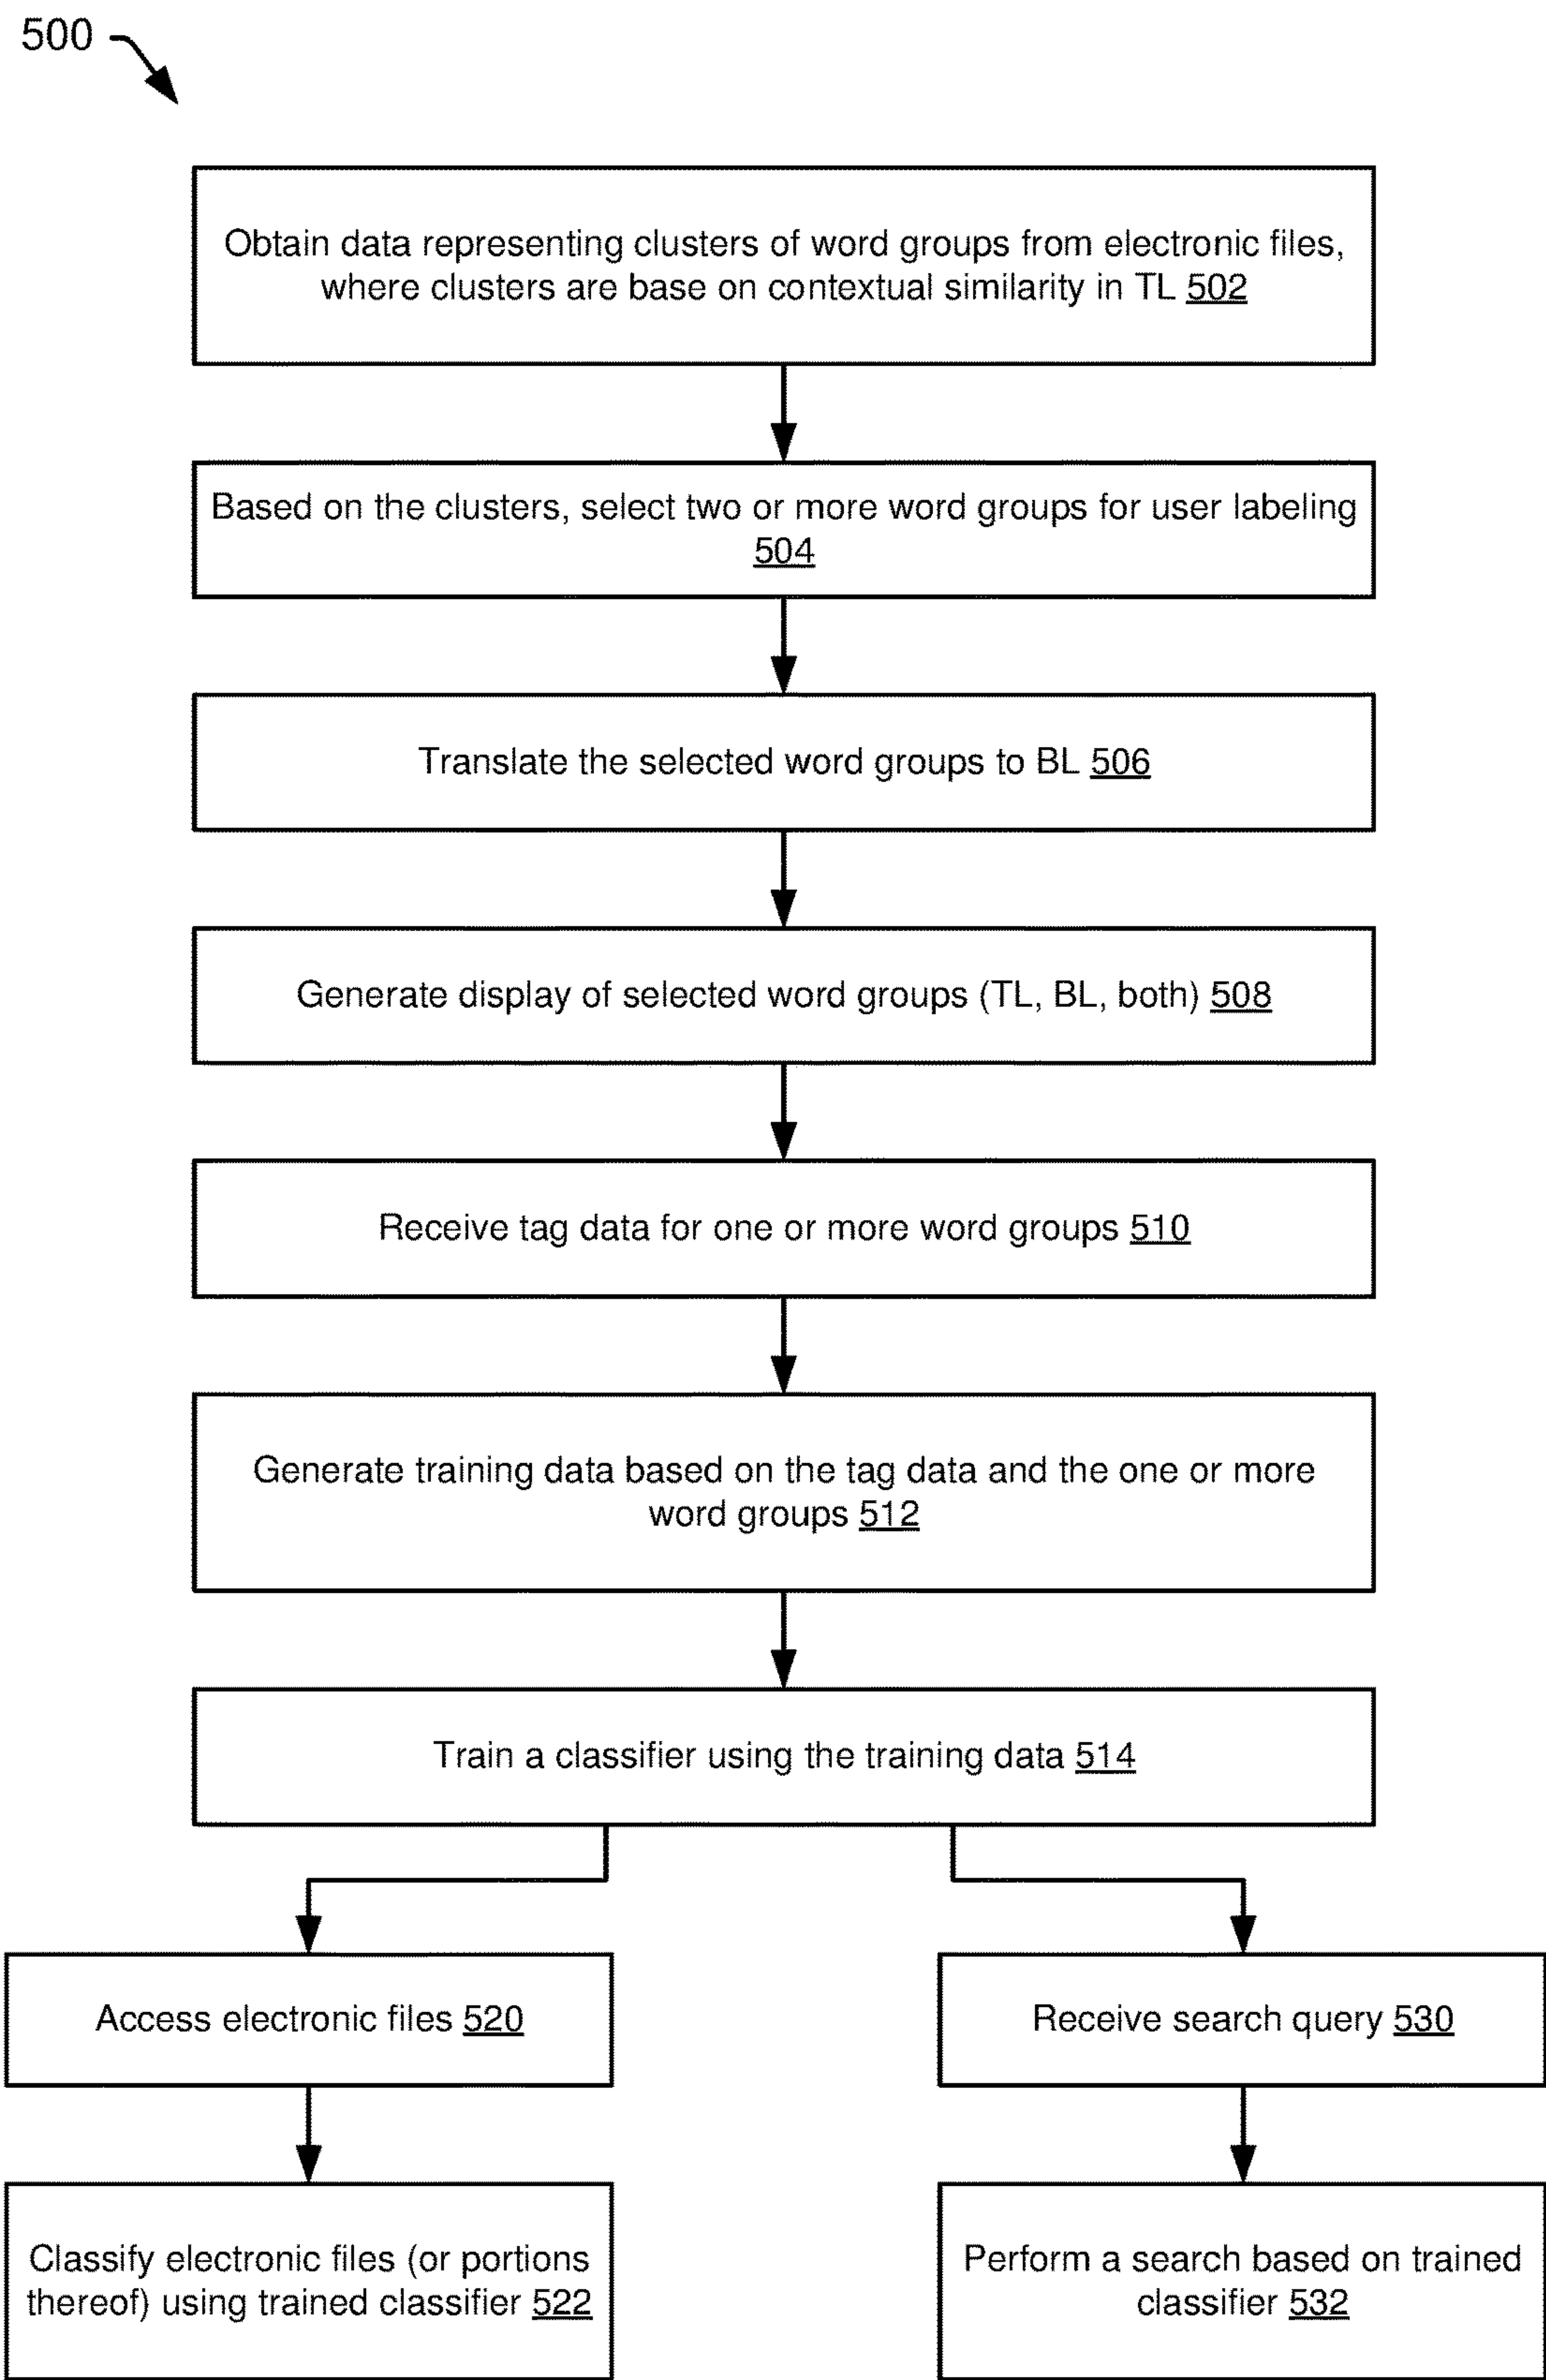 500
Obtain data representing clusters of word groups from electronic files,
where clusters are base on contextual similarity in TL 502
Based on the clusters, select two or more word groups for user labeling
504
Translate the selected word groups to BL 506
Generate display of selected word groups (TL, BL, both) 508
Receive tag data for one or more word groups 510
Generate training data based on the tag data and the one or more
word groups 512
Train a classifier using the training data 514
Access electronic files 520
Receive search query 530
Classify electronic files (or portions
thereof) using trained classifier 522
Perform a search based on trained
classifier 532